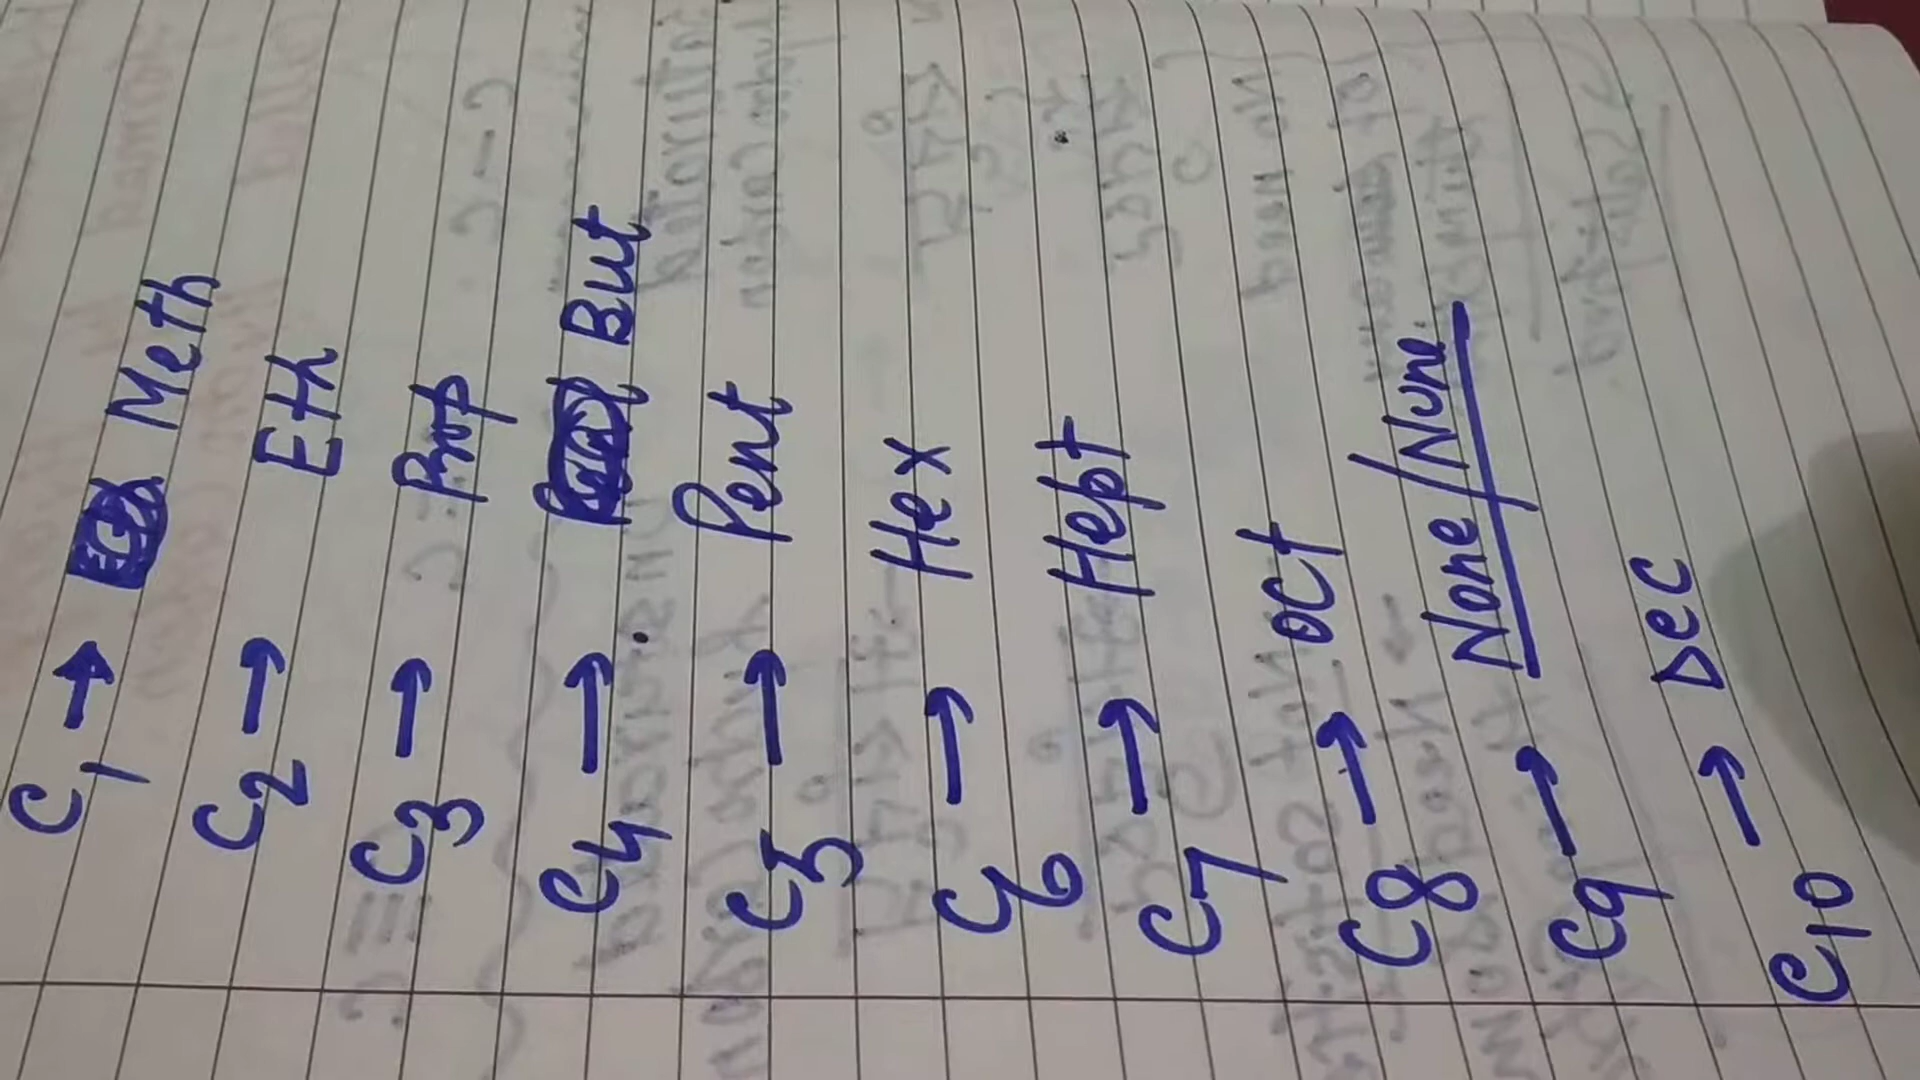 C1 → Meth
C2 → Eth
C3 → Prop
C4 → But
C5 → Pent
C6 → Hex
C7 → Hept
C8 → Oct
C9 → None/Nune
C10 → Dec